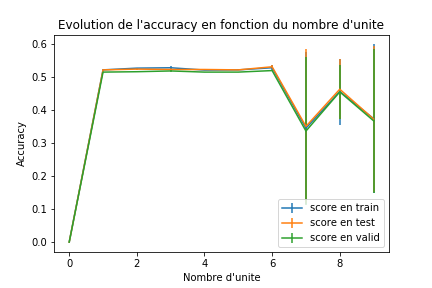 Evolution de l'accuracy en fonction du nombre d'unite
Accuracy
0.6
0.5
0.4
0.3
0.2
0.1
0.0
0 2 4 6 8
Nombre d'unite
score en train
score en test
score en valid